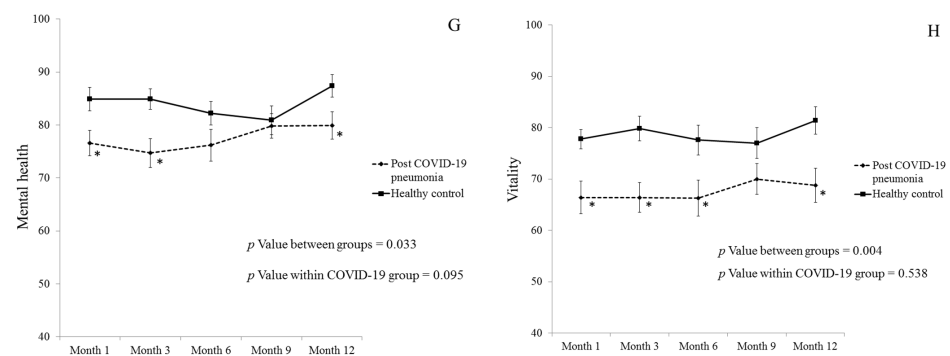 G
100
90
80
70
60
50
40
Mental health
Month 1 Month 3 Month 6 Month 9 Month 12
*
*
*
Post COVID-19
pneumonia
Healthy control
p Value between groups = 0.033
p Value within COVID-19 group = 0.095
H
100
90
80
70
60
50
40
Vitality
Month 1 Month 3 Month 6 Month 9 Month 12
*
*
*
*
Post COVID-19
pneumonia
Healthy control
p Value between groups = 0.004
p Value within COVID-19 group = 0.538